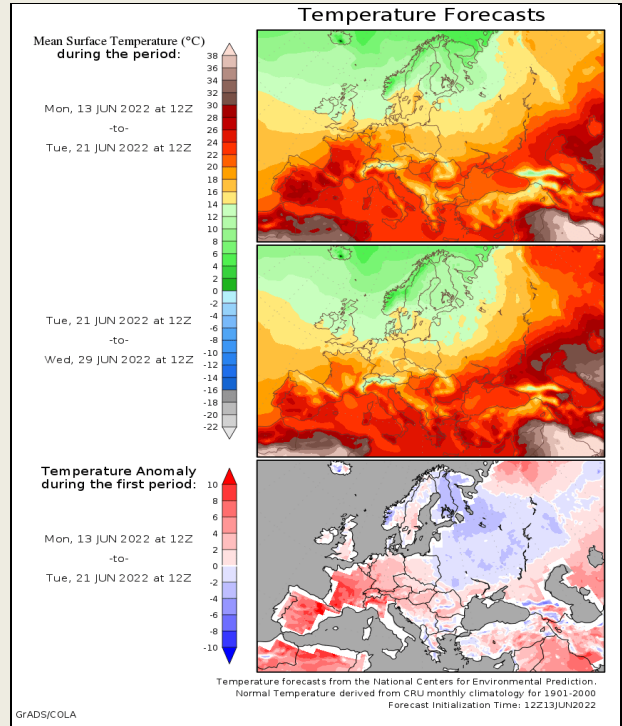 Temperature Forecasts
Mean Surface Temperature (°C)
during the period:
Mon, 13 JUN 2022 at 12Z
-to-
Tue, 21 JUN 2022 at 12Z
38
36
34
32
30
28
26
24
22
20
18
16
14
12
10
8
6
4
2
0
-2
-4
-6
-8
-10
-12
-14
-16
-18
-20
-22
Tue, 21 JUN 2022 at 12Z
-to-
Wed, 29 JUN 2022 at 12Z
Temperature Anomaly
during the first period:
Mon, 13 JUN 2022 at 12Z
-to-
Tue, 21 JUN 2022 at 12Z
10
8
6
4
2
0
-2
-4
-6
-8
-10
Temperature forecasts from the National Centers for Environmental Prediction.
Normal Temperature derived from CRU monthly climatology for 1901-2000
Forecast Initialization Time: 12Z13JUN2022
GrADS/COLA